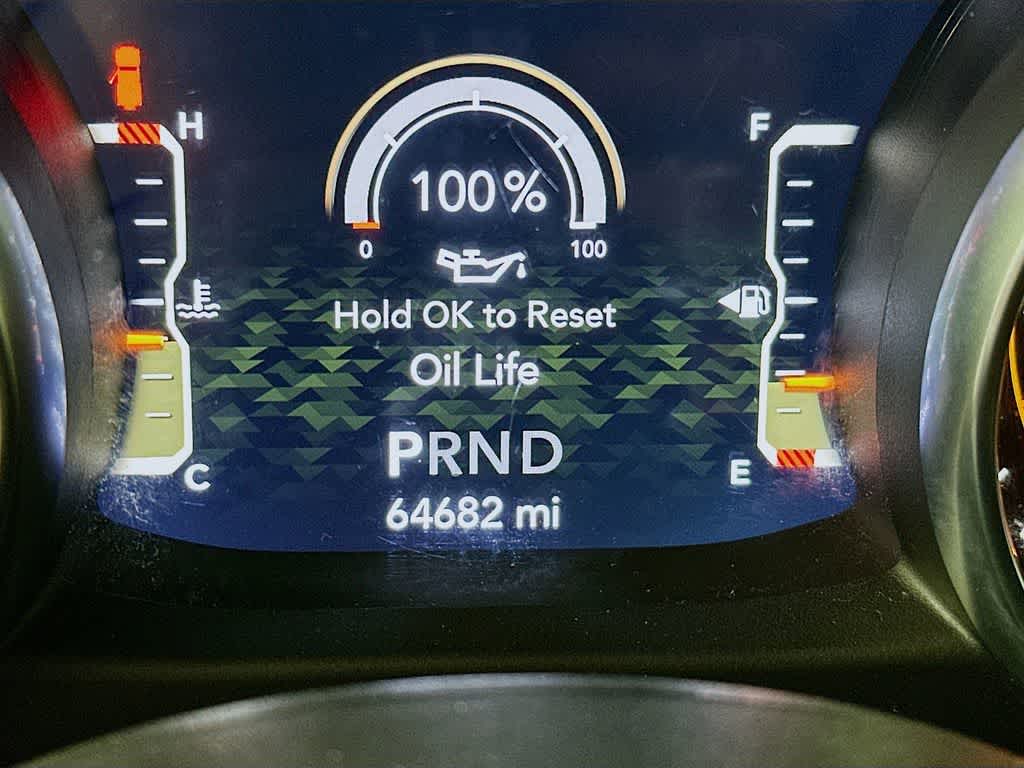 H
F
100%
0
100
Hold OK to Reset
Oil Life
PRND
C
E
64682 mi